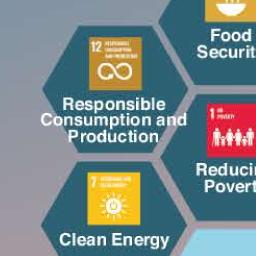 Food
Securit
12 RESPONSIBLE
CONSUMPTION
AND PRODUCTION
Responsible
Consumption and
Production
1 NO
POVERTY
Reducin
Povert
7 AFFORDABLE AND
CLEAN ENERGY
Clean Energy